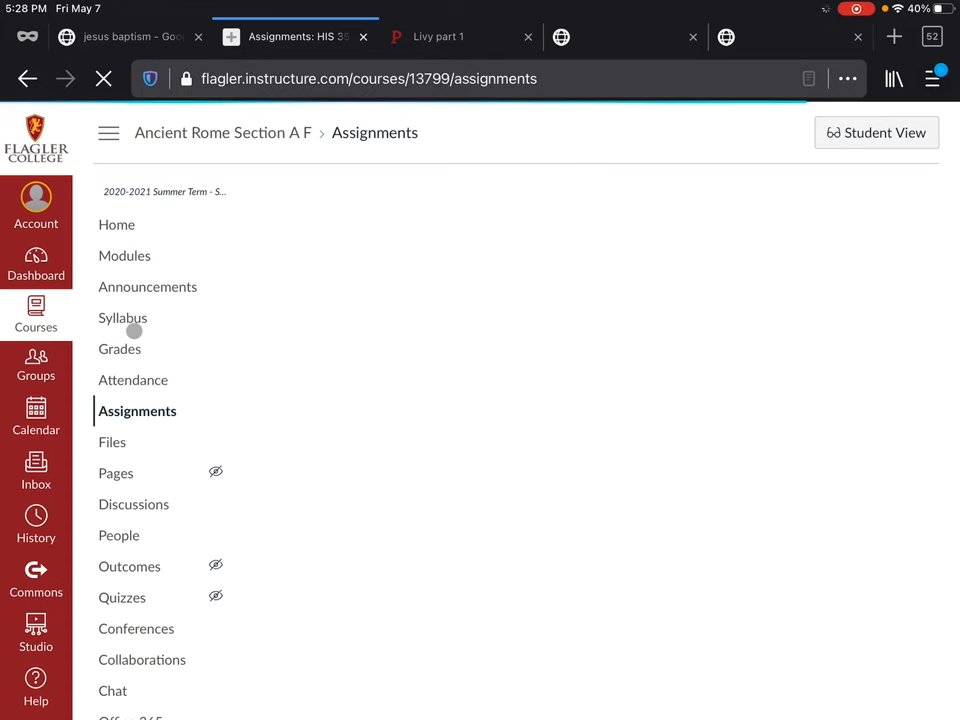 5:28 PM Fri May 7
40%
jesus baptism - Goo
Assignments: HIS 35
Livy part 1
52
flagler.instructure.com/courses/13799/assignments
FLAGLER
COLLEGE
Ancient Rome Section A F › Assignments
Student View
2020-2021 Summer Term - S...
Home
Modules
Announcements
Syllabus
Grades
Attendance
Assignments
Files
Pages
Discussions
People
Outcomes
Quizzes
Conferences
Collaborations
Chat
Office 365
Account
Dashboard
Courses
Groups
Calendar
Inbox
History
Commons
Studio
Help